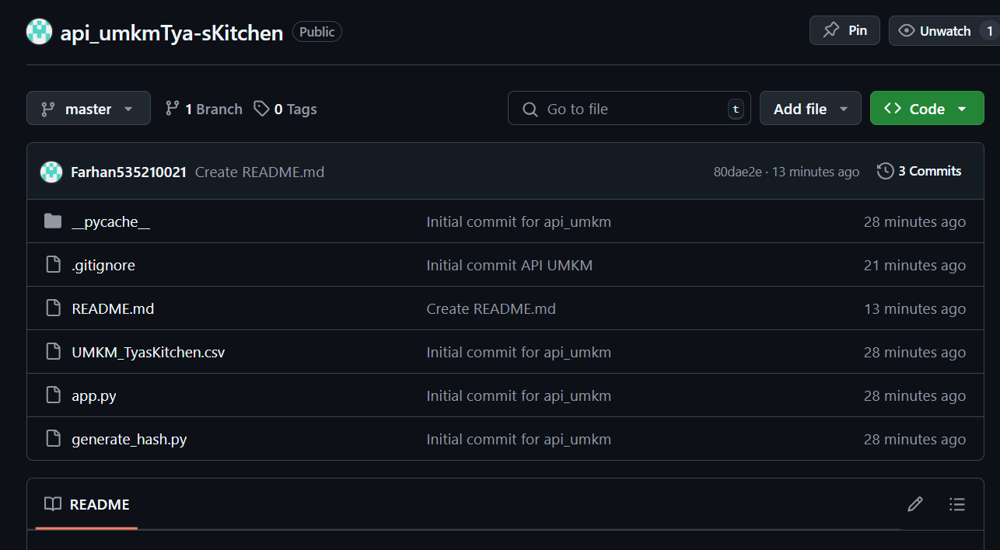 api_umkmTya-sKitchen Public Pin Unwatch 1
master 1 Branch 0 Tags Go to file t Add file Code
Farhan535210021 Create README.md 80dae2e · 13 minutes ago 3 Commits
__pycache__ Initial commit for api_umkm 28 minutes ago
.gitignore Initial commit API UMKM 21 minutes ago
README.md Create README.md 13 minutes ago
UMKM_TyasKitchen.csv Initial commit for api_umkm 28 minutes ago
app.py Initial commit for api_umkm 28 minutes ago
generate_hash.py Initial commit for api_umkm 28 minutes ago
README